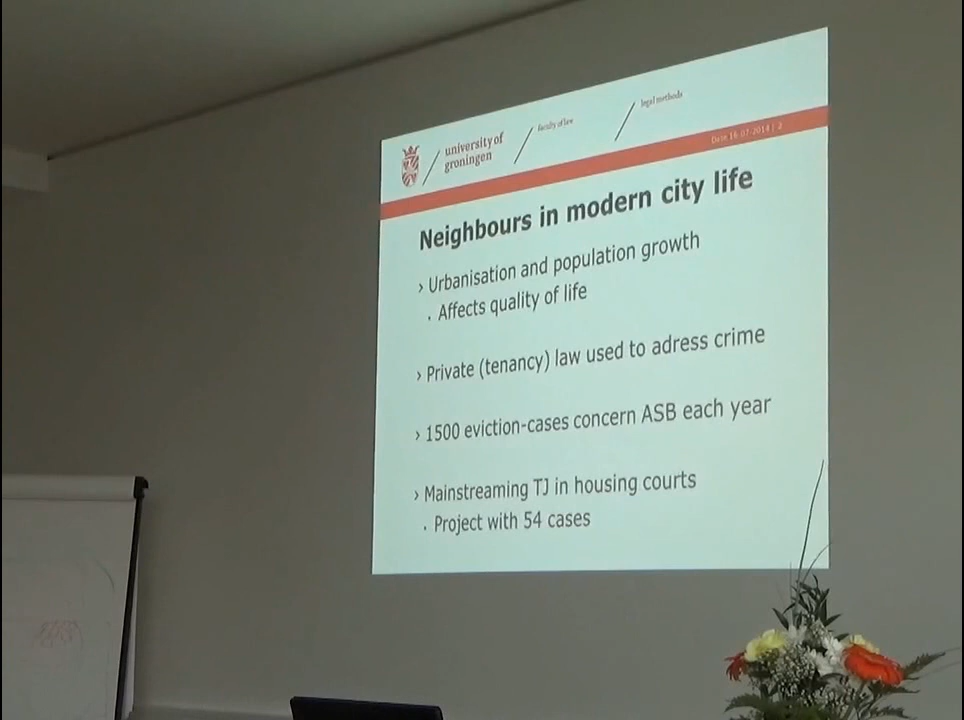 university of
groningen
faculty of law
legal methods
Date 16-07-2014 | 2
Neighbours in modern city life
› Urbanisation and population growth
. Affects quality of life
› Private (tenancy) law used to adress crime
› 1500 eviction-cases concern ASB each year
› Mainstreaming TJ in housing courts
. Project with 54 cases